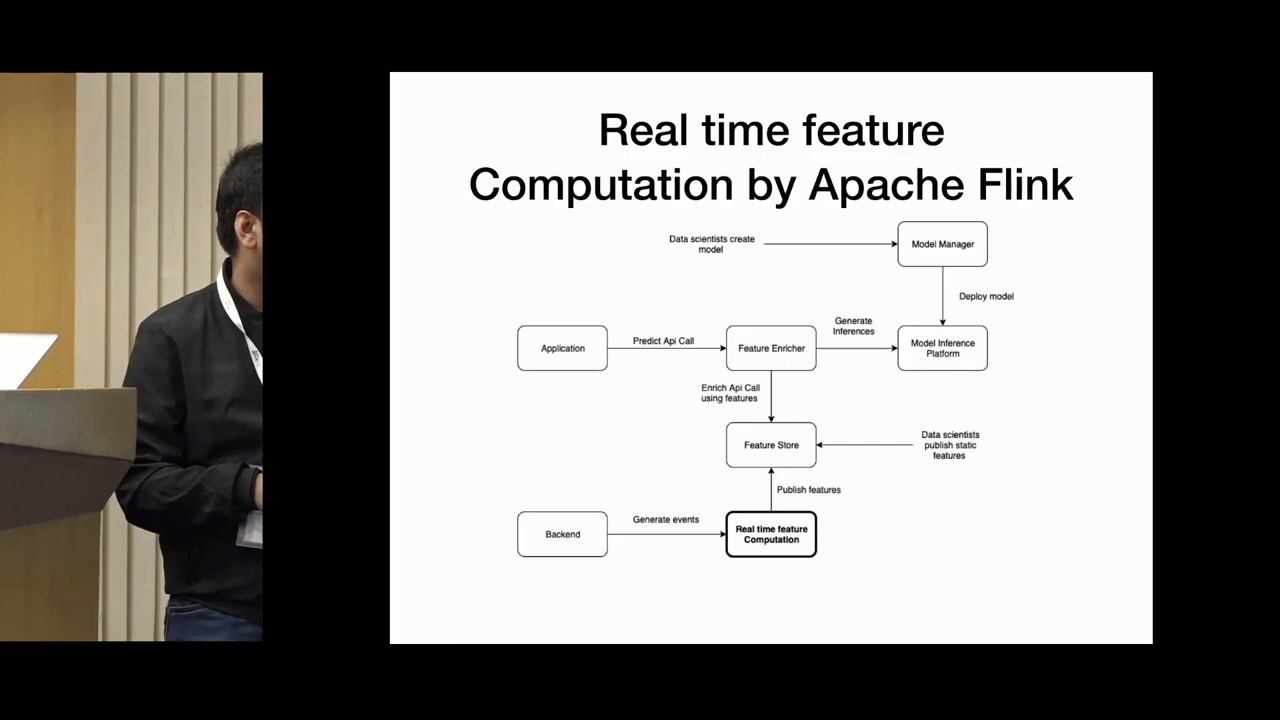 Real time feature
Computation by Apache Flink
Data scientists create
model
Model Manager
Deploy model
Application
Predict Api Call
Feature Enricher
Generate
Inferences
Model Inference
Platform
Enrich Api Call
using features
Feature Store
Data scientists
publish static
features
Publish features
Backend
Generate events
Real time feature
Computation